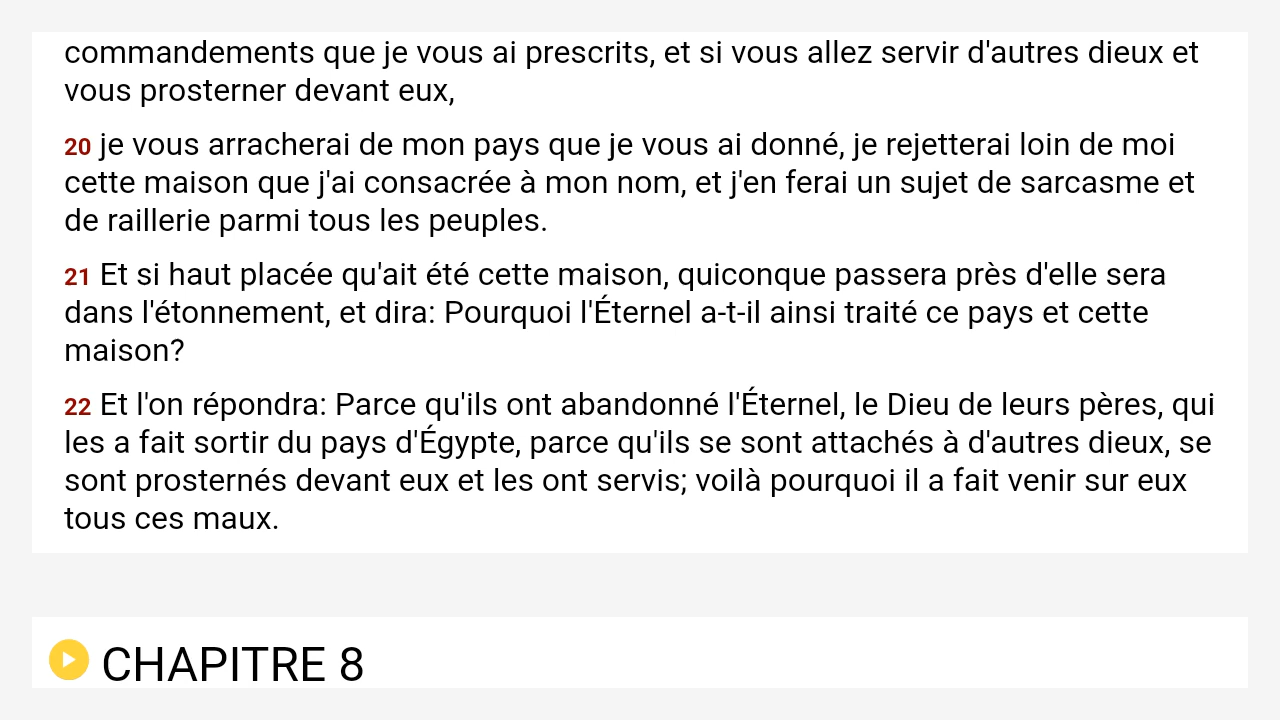 commandements que je vous ai prescrits, et si vous allez servir d'autres dieux et
vous prosterner devant eux,
20 je vous arracherai de mon pays que je vous ai donné, je rejetterai loin de moi
cette maison que j'ai consacrée à mon nom, et j'en ferai un sujet de sarcasme et
de raillerie parmi tous les peuples.
21 Et si haut placée qu'ait été cette maison, quiconque passera près d'elle sera
dans l'étonnement, et dira: Pourquoi l'Éternel a-t-il ainsi traité ce pays et cette
maison?
22 Et l'on répondra: Parce qu'ils ont abandonné l'Éternel, le Dieu de leurs pères, qui
les a fait sortir du pays d'Égypte, parce qu'ils se sont attachés à d'autres dieux, se
sont prosternés devant eux et les ont servis; voilà pourquoi il a fait venir sur eux
tous ces maux.
CHAPITRE 8